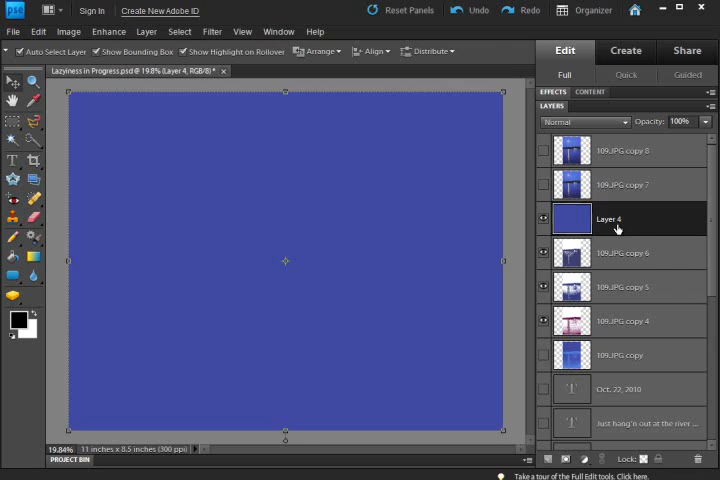 pse Sign In Create New Adobe ID Reset Panels Undo Redo Organizer
File Edit Image Enhance Layer Select Filter View Window Help
Auto Select Layer Show Bounding Box Show Highlight on Rollover Arrange Align Distribute
Edit Create Share
Full Quick Guided
Lazyiness in Progress.psd @ 19.8% (Layer 4, RGB/8) * ×
EFFECTS CONTENT
LAYERS
Normal Opacity: 100%
109.JPG copy 8
109.JPG copy 7
Layer 4
109.JPG copy 6
109.JPG copy 5
109.JPG copy 4
109.JPG copy
T Oct. 22, 2010
T Just hang'n out at the river ...
19.84% 11 inches x 8.5 inches (300 ppi)
Lock:
PROJECT BIN
Take a tour of the Full Edit tools. Click here.